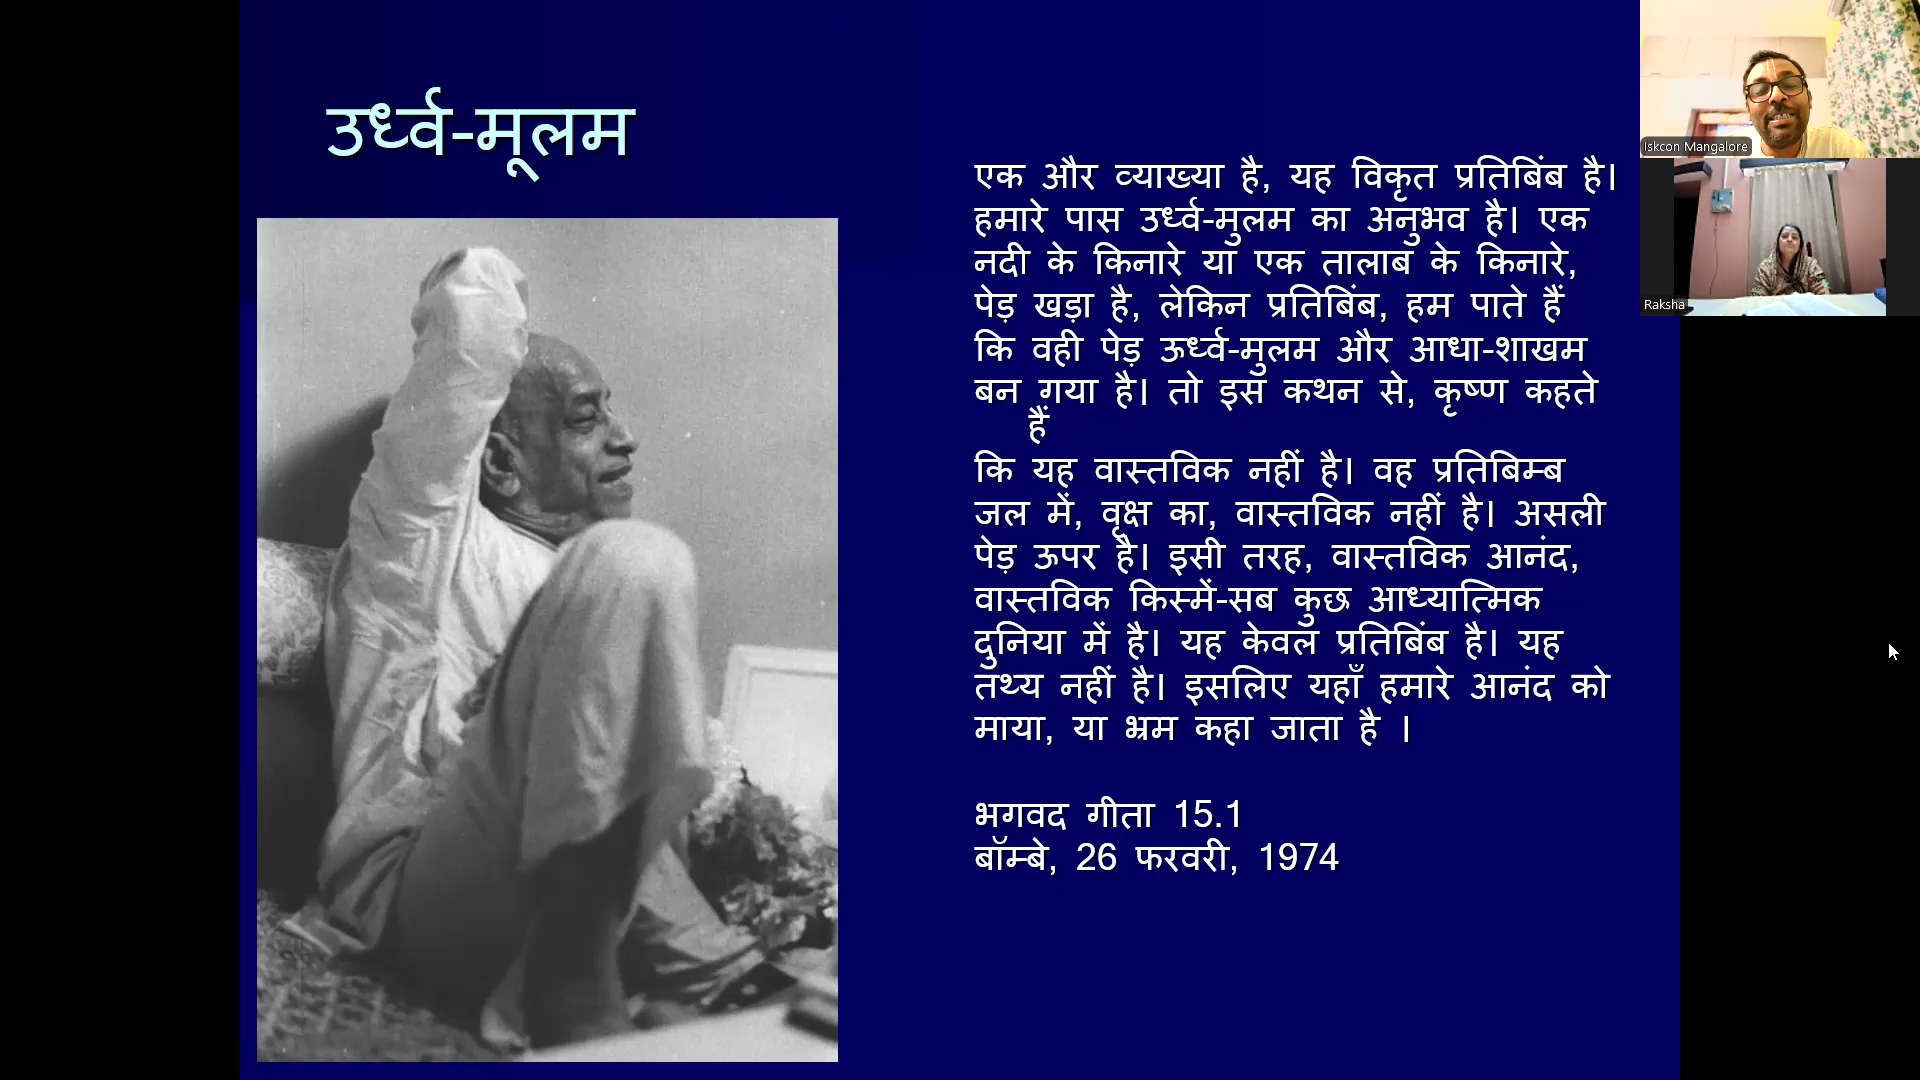 उर्ध्व-मूलम
एक और व्याख्या है, यह विकृत प्रतिबिंब है।
हमारे पास उर्ध्व-मुलम का अनुभव है। एक
नदी के किनारे या एक तालाब के किनारे,
पेड़ खड़ा है, लेकिन प्रतिबिंब, हम पाते हैं
कि वही पेड़ ऊर्ध्व-मुलम और आधा-शाखम
बन गया है। तो इस कथन से, कृष्ण कहते
हैं
कि यह वास्तविक नहीं है। वह प्रतिबिम्ब
जल में, वृक्ष का, वास्तविक नहीं है। असली
पेड़ ऊपर है। इसी तरह, वास्तविक आनंद,
वास्तविक किस्में-सब कुछ आध्यात्मिक
दुनिया में है। यह केवल प्रतिबिंब है। यह
तथ्य नहीं है। इसलिए यहाँ हमारे आनंद को
माया, या भ्रम कहा जाता है ।
भगवद गीता 15.1
बॉम्बे, 26 फरवरी, 1974
Iskcon Mangalore
Raksha